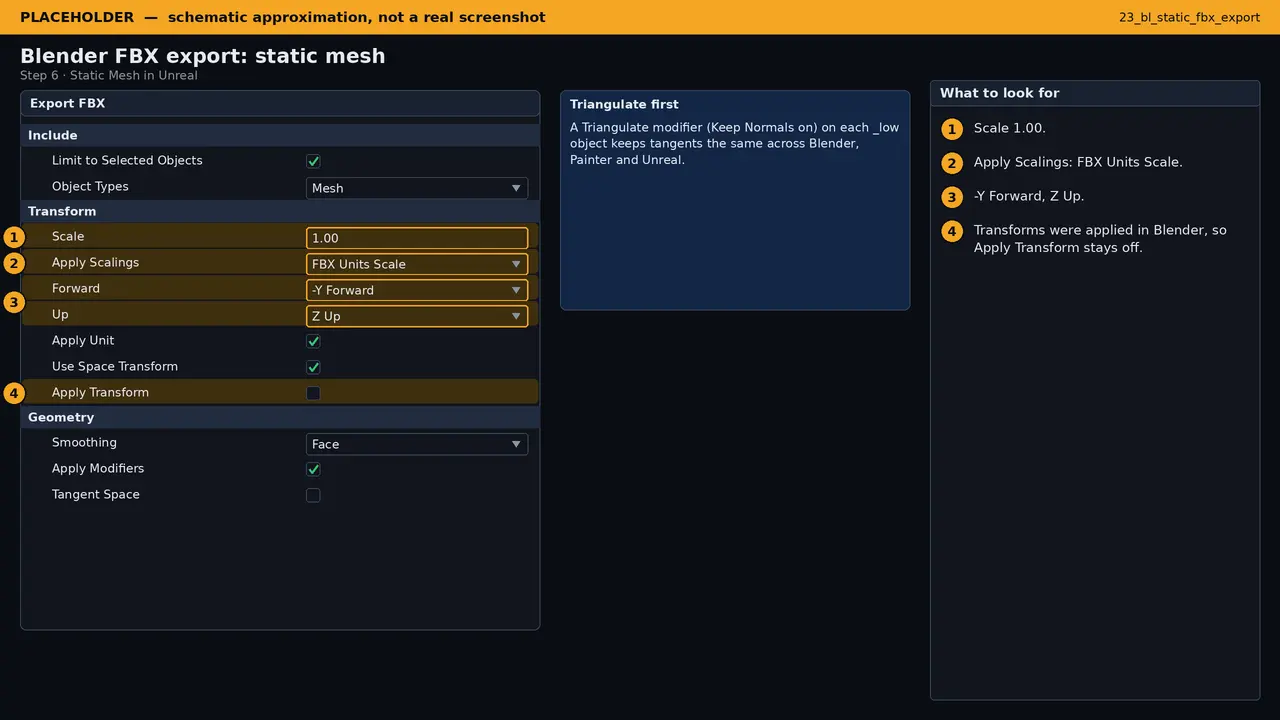 PLACEHOLDER — schematic approximation, not a real screenshot
23_bl_static_fbx_export
Blender FBX export: static mesh
Step 6 · Static Mesh in Unreal
Export FBX
Include
Limit to Selected Objects
Object Types
Mesh
Transform
1
Scale
1.00
2
Apply Scalings
FBX Units Scale
3
Forward
-Y Forward
Up
Z Up
Apply Unit
Use Space Transform
4
Apply Transform
Geometry
Smoothing
Face
Apply Modifiers
Tangent Space
Triangulate first
A Triangulate modifier (Keep Normals on) on each _low
object keeps tangents the same across Blender,
Painter and Unreal.
What to look for
1 Scale 1.00.
2 Apply Scalings: FBX Units Scale.
3 -Y Forward, Z Up.
4 Transforms were applied in Blender, so
Apply Transform stays off.